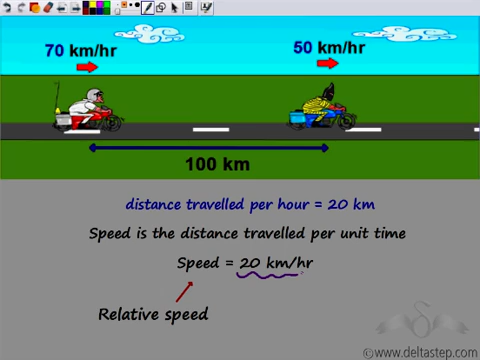 70 km/hr
50 km/hr
100 km
distance travelled per hour = 20 km
Speed is the distance travelled per unit time
Speed = 20 km/hr
Relative speed
©www.deltastep.com